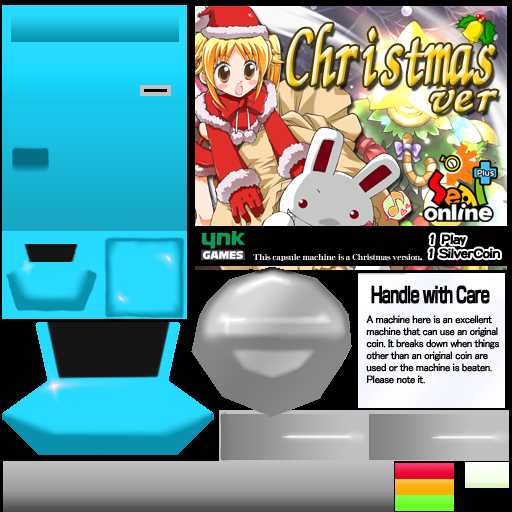 Christmas
ver
Seal Plus
online
ynk
GAMES
This capsule machine is a Christmas version.
1 Play
1 SilverCoin
Handle with Care
A machine here is an excellent
machine that can use an original
coin. It breaks down when things
other than an original coin are
used or the machine is beaten.
Please note it.